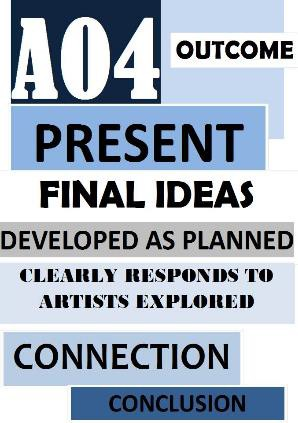 AO4
OUTCOME
PRESENT
FINAL IDEAS
DEVELOPED AS PLANNED
CLEARLY RESPONDS TO
ARTISTS EXPLORED
CONNECTION
CONCLUSION